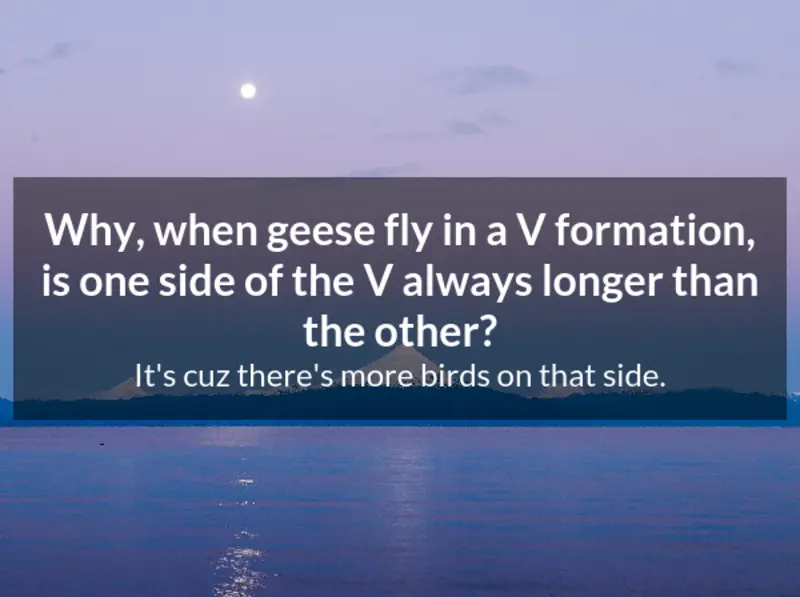 Why, when geese fly in a V formation,
is one side of the V always longer than
the other?
It's cuz there's more birds on that side.